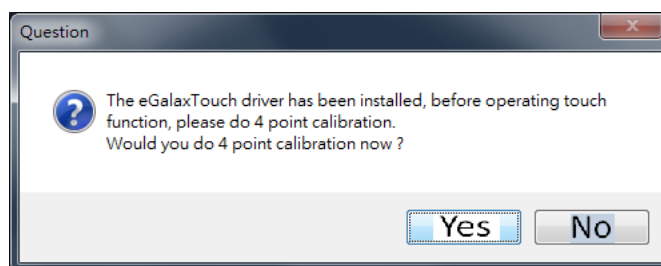 Question
The eGalaxTouch driver has been installed, before operating touch
function, please do 4 point calibration.
Would you do 4 point calibration now ?
Yes
No